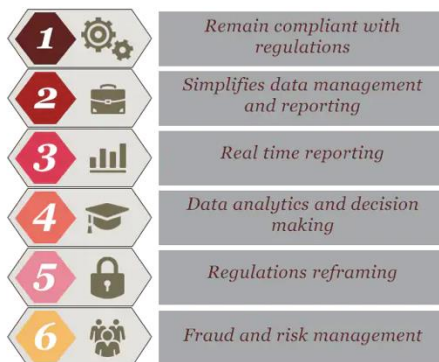 1
Remain compliant with
regulations
2
Simplifies data management
and reporting
3
Real time reporting
4
Data analytics and decision
making
5
Regulations reframing
6
Fraud and risk management